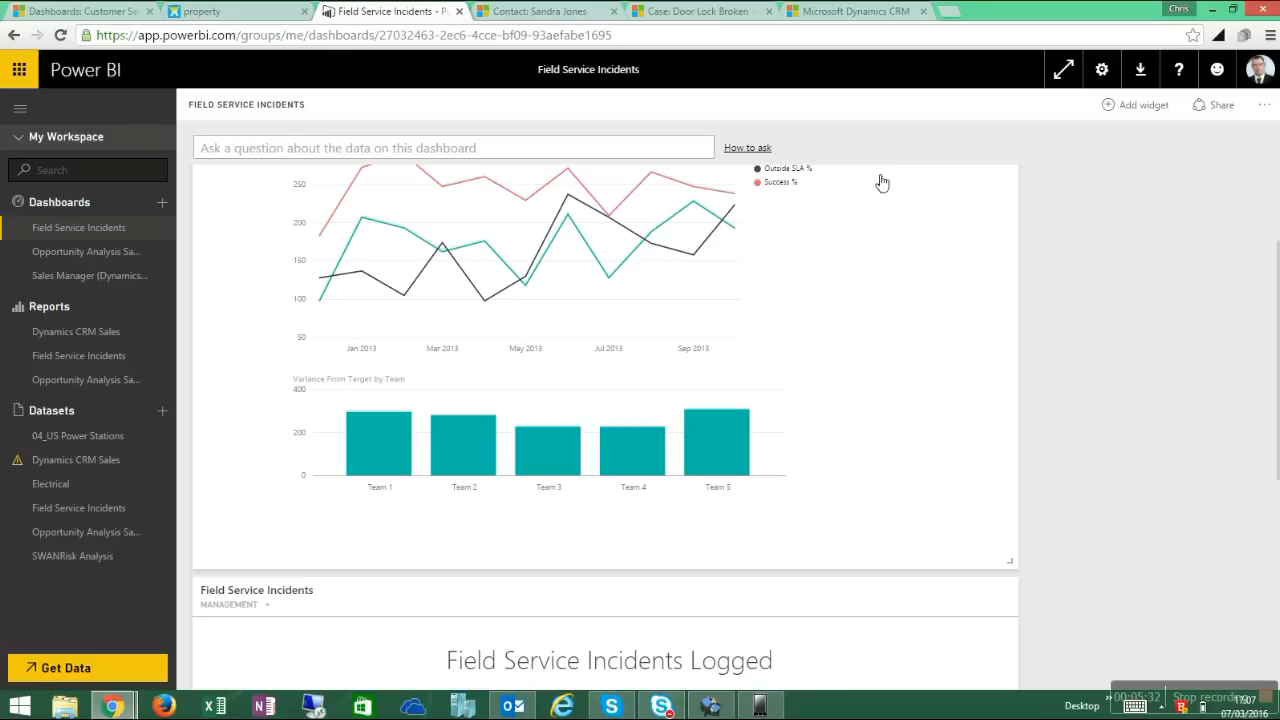 Dashboards: Customer Se
property
Field Service Incidents - P
Contact: Sandra Jones
Case: Door Lock Broken -
Microsoft Dynamics CRM
Chris
https://app.powerbi.com/groups/me/dashboards/27032463-2ec6-4cce-bf09-93aefabe1695
Power BI
Field Service Incidents
FIELD SERVICE INCIDENTS
Add widget
Share
My Workspace
Ask a question about the data on this dashboard
How to ask
Search
Outside SLA %
Success %
250
200
150
100
50
Jan 2013
Mar 2013
May 2013
Jul 2013
Sep 2013
Dashboards
Field Service Incidents
Opportunity Analysis Sa...
Sales Manager (Dynamics...
Reports
Dynamics CRM Sales
Field Service Incidents
Opportunity Analysis Sa...
Datasets
04_US Power Stations
Dynamics CRM Sales
Electrical
Field Service Incidents
Opportunity Analysis Sa...
SWANRisk Analysis
Get Data
Variance From Target by Team
400
200
0
Team 1
Team 2
Team 3
Team 4
Team 5
Field Service Incidents
MANAGEMENT
Field Service Incidents Logged
Desktop
00:05:32
Stop recording
17:07
07/03/2016